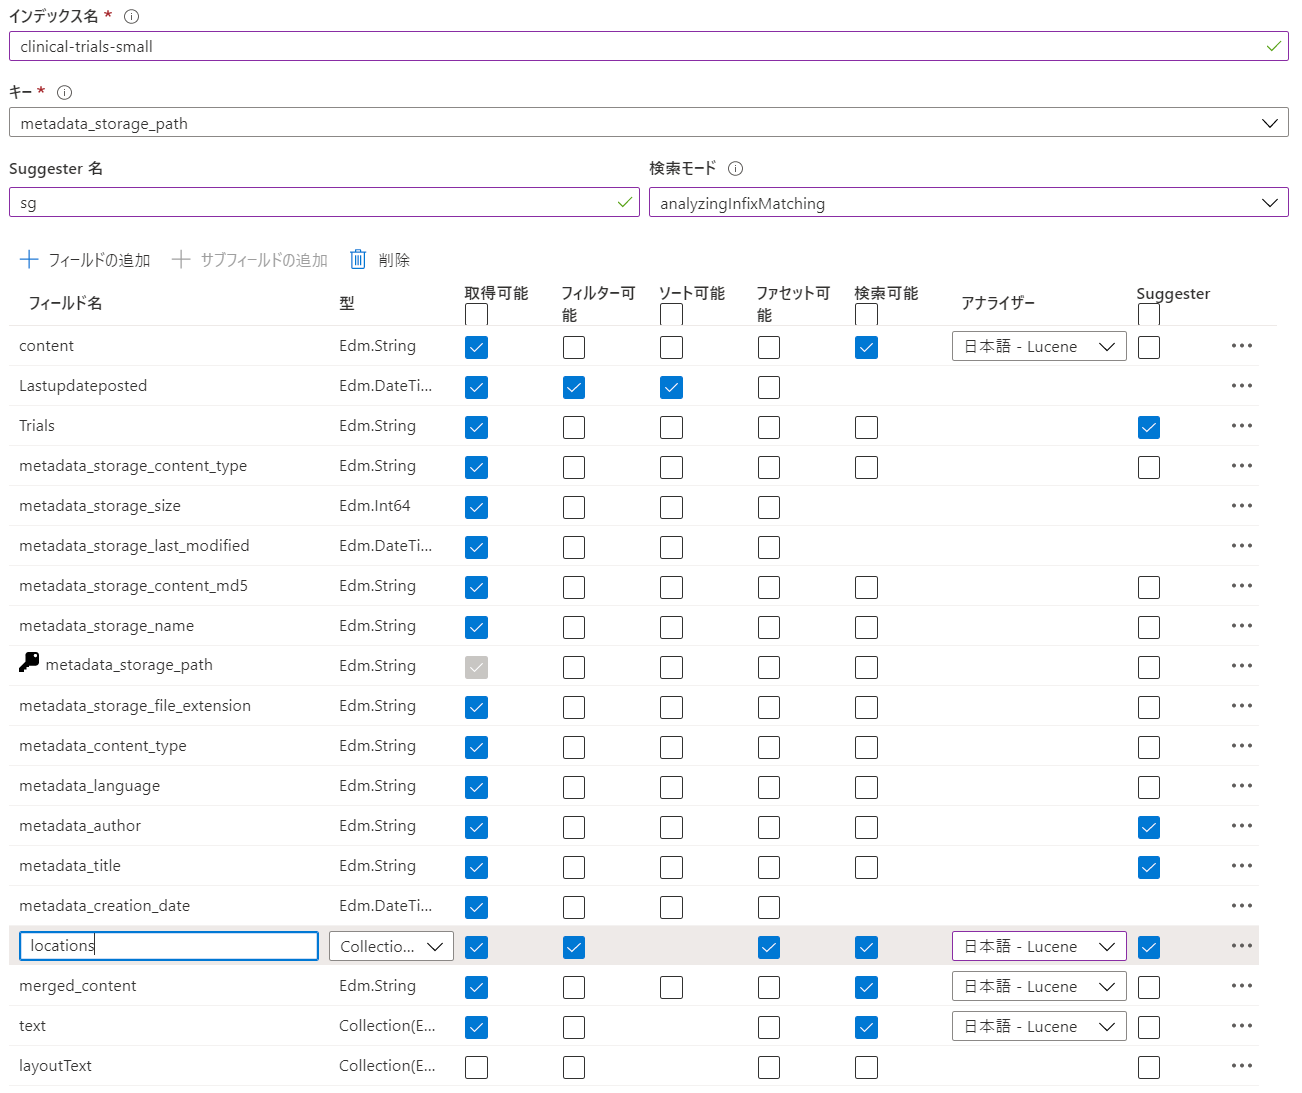 インデックス名 *
clinical-trials-small
キー *
metadata_storage_path
Suggester 名
検索モード
sg
analyzingInfixMatching
フィールドの追加 サブフィールドの追加 削除
フィールド名 型 取得可能 フィルター可能 ソート可能 ファセット可能 検索可能 アナライザー Suggester
content Edm.String 日本語 - Lucene
Lastupdateposted Edm.DateTi...
Trials Edm.String
metadata_storage_content_type Edm.String
metadata_storage_size Edm.Int64
metadata_storage_last_modified Edm.DateTi...
metadata_storage_content_md5 Edm.String
metadata_storage_name Edm.String
metadata_storage_path Edm.String
metadata_storage_file_extension Edm.String
metadata_content_type Edm.String
metadata_language Edm.String
metadata_author Edm.String
metadata_title Edm.String
metadata_creation_date Edm.DateTi...
locations Collectio... 日本語 - Lucene
merged_content Edm.String 日本語 - Lucene
text Collection(E... 日本語 - Lucene
layoutText Collection(E...